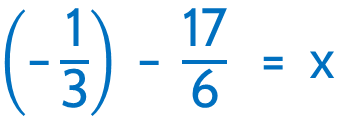 (-1/3) - 17/6 = x